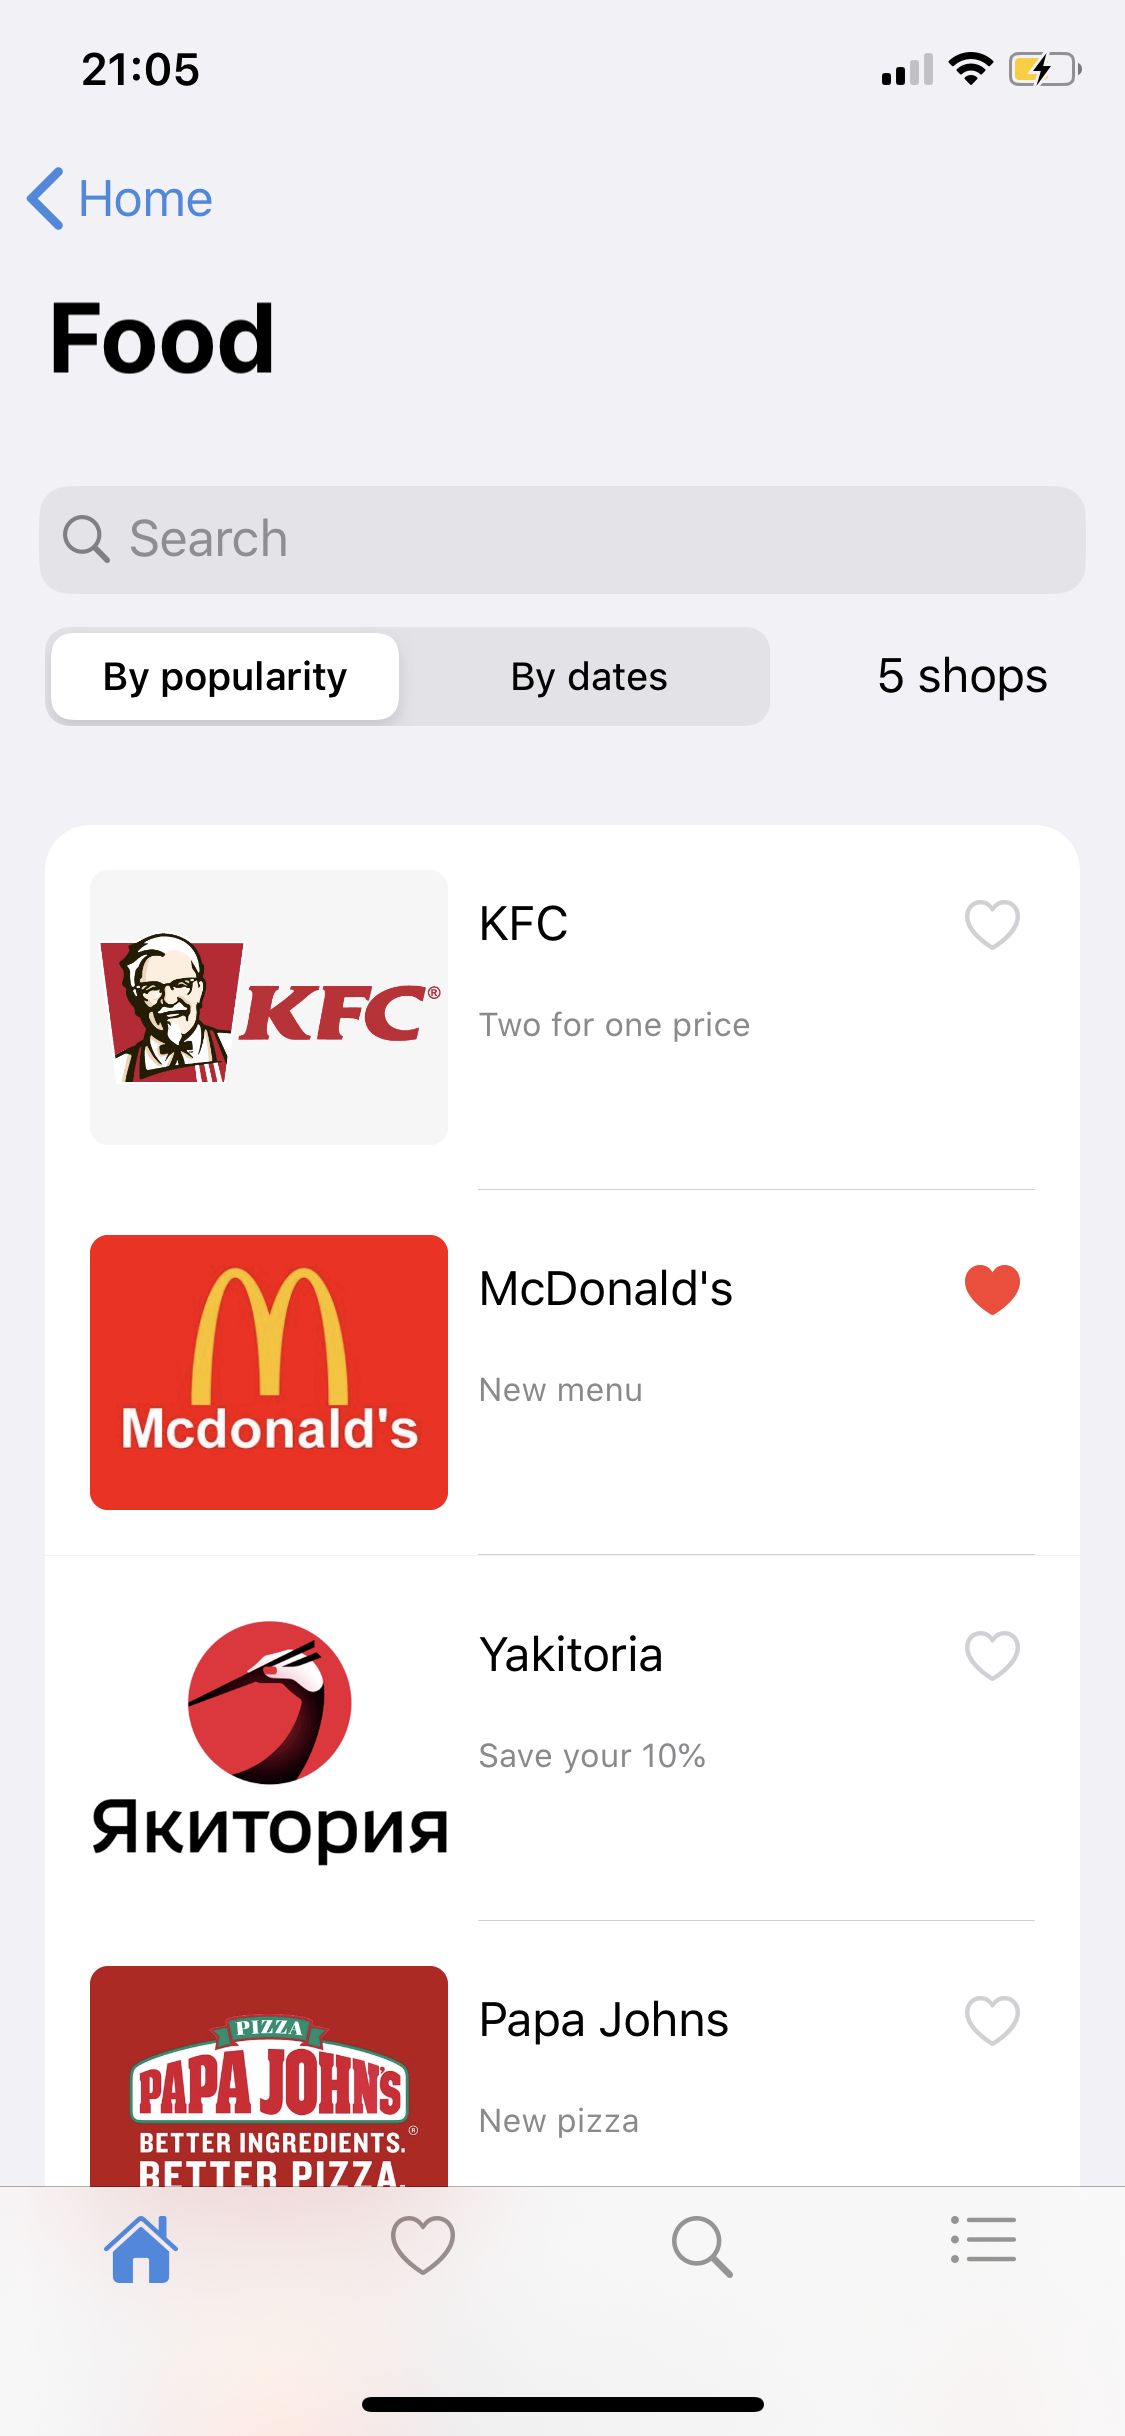 21:05
Home
Food
Search
By popularity
By dates
5 shops
KFC®
KFC
Two for one price
Mcdonald's
McDonald's
New menu
Якитория
Yakitoria
Save your 10%
PIZZA
PAPA JOHN'S
BETTER INGREDIENTS.®
BETTER PIZZA.
Papa Johns
New pizza